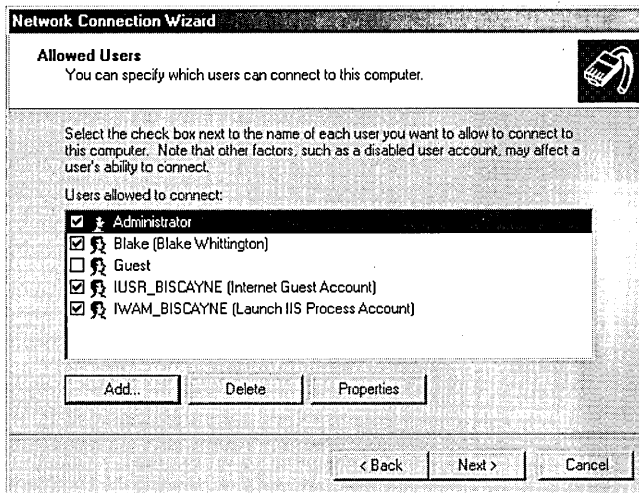 Network Connection Wizard
Allowed Users
You can specify which users can connect to this computer.
Select the check box next to the name of each user you want to allow to connect to
this computer. Note that other factors, such as a disabled user account, may affect a
user's ability to connect.
Users allowed to connect:
Administrator
Blake (Blake Whittington)
Guest
IUSR_BISCAYNE (Internet Guest Account)
IWAM_BISCAYNE (Launch IIS Process Account)
Add... Delete Properties
< Back Next > Cancel